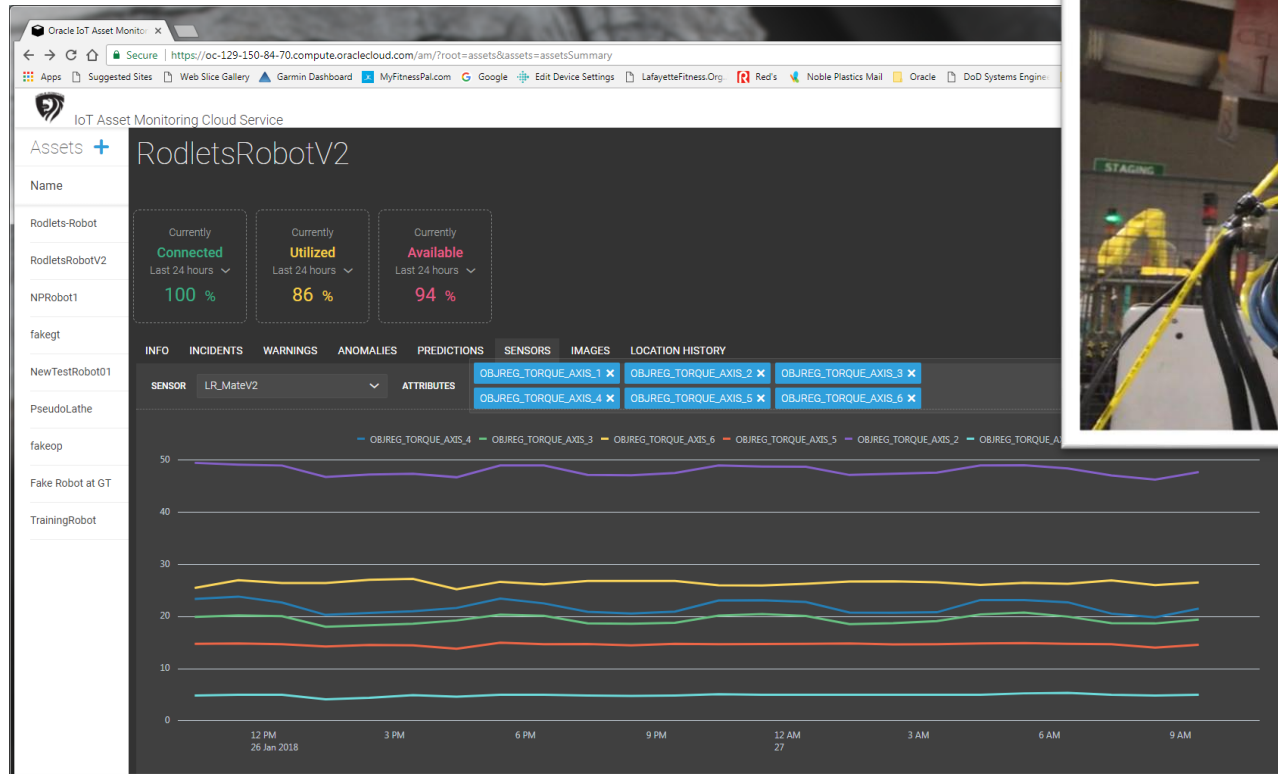 Oracle IoT Asset Monitor
Secure | https://oc-129-150-84-70.compute.oraclecloud.com/am/?root=assets&assets=assetsSummary
Apps Suggested Sites Web Slice Gallery Garmin Dashboard MyFitnessPal.com Google Edit Device Settings LafayetteFitness.Org. Red's Noble Plastics Mail Oracle DoD Systems Engine
IoT Asset Monitoring Cloud Service
Assets +
Name
Rodlets-Robot
RodletsRobotV2
NPRobot1
fakegt
NewTestRobot01
PseudoLathe
fakeop
Fake Robot at GT
TrainingRobot
RodletsRobotV2
Currently Currently Currently
Connected Utilized Available
Last 24 hours Last 24 hours Last 24 hours
100 % 86 % 94 %
INFO INCIDENTS WARNINGS ANOMALIES PREDICTIONS SENSORS IMAGES LOCATION HISTORY
SENSOR LR_MateV2 ATTRIBUTES
OBJREG_TORQUE_AXIS_1 OBJREG_TORQUE_AXIS_2 OBJREG_TORQUE_AXIS_3
OBJREG_TORQUE_AXIS_4 OBJREG_TORQUE_AXIS_5 OBJREG_TORQUE_AXIS_6
OBJREG_TORQUE_AXIS_4 OBJREG_TORQUE_AXIS_3 OBJREG_TORQUE_AXIS_6 OBJREG_TORQUE_AXIS_5 OBJREG_TORQUE_AXIS_2 OBJREG_TORQUE_A
50
40
30
20
10
0
12 PM 3 PM 6 PM 9 PM 12 AM 3 AM 6 AM 9 AM
26 Jan 2018 27
CEL
1
3
STAGING